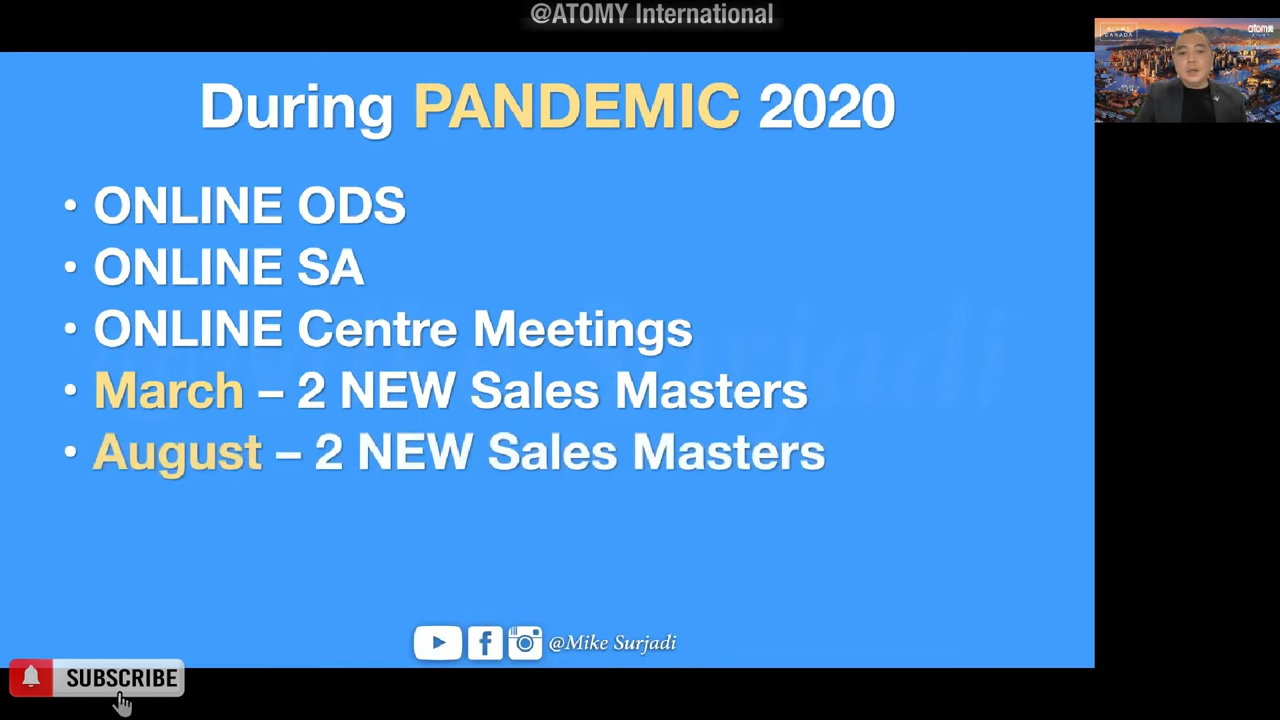 @ATOMY International
During PANDEMIC 2020
• ONLINE ODS
• ONLINE SA
• ONLINE Centre Meetings
• March – 2 NEW Sales Masters
• August – 2 NEW Sales Masters
@Mike Surjadi
SUBSCRIBE
CANADA